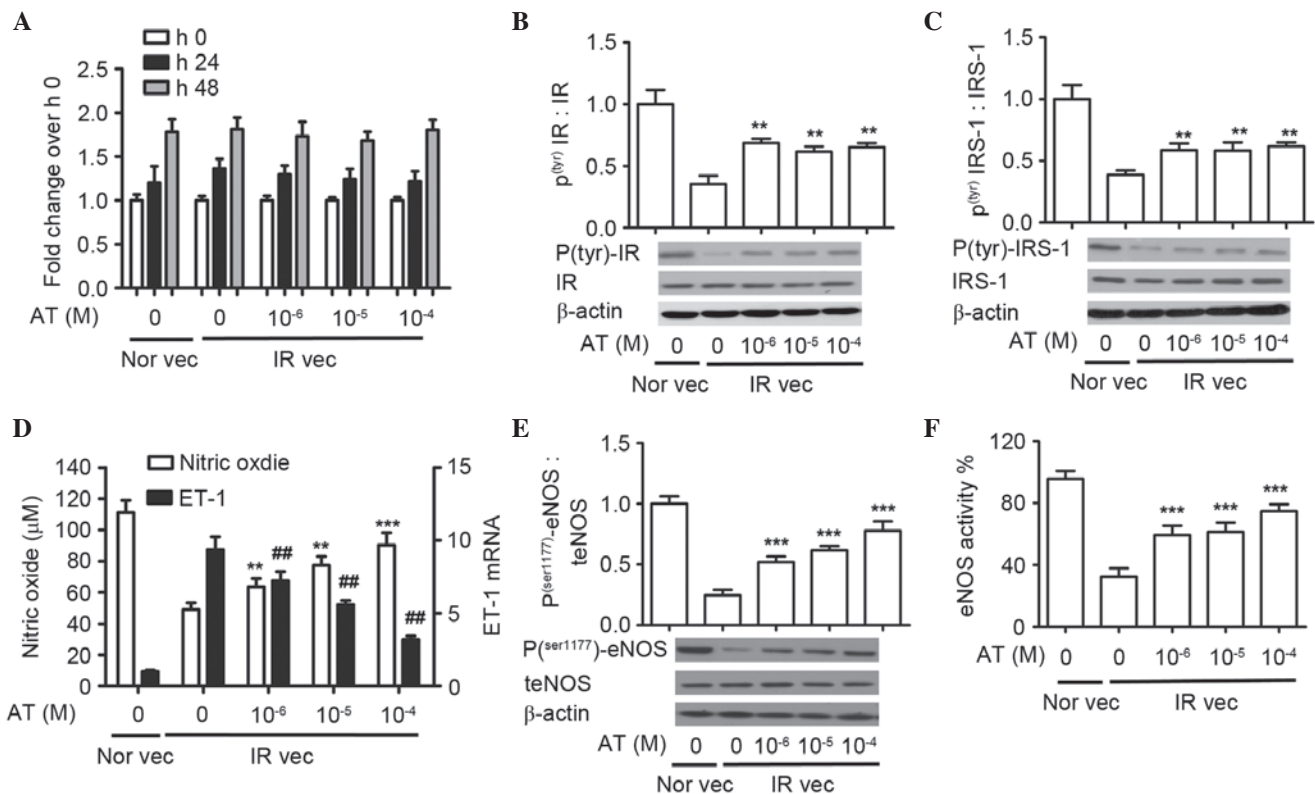 A
h 0
h 24
h 48
Fold change over h 0
2.5
2.0
1.5
1.0
0.5
0.0
AT (M)
0 0 10⁻⁶ 10⁻⁵ 10⁻⁴
Nor vec IR vec
B
p⁽ᵗʸʳ⁾ IR : IR
1.5
1.0
0.5
0.0
** ** **
P(tyr)-IR
IR
β-actin
AT (M) 0 0 10⁻⁶ 10⁻⁵ 10⁻⁴
Nor vec IR vec
C
p⁽ᵗʸʳ⁾ IRS-1 : IRS-1
1.5
1.0
0.5
0.0
** ** **
P(tyr)-IRS-1
IRS-1
β-actin
AT (M) 0 0 10⁻⁶ 10⁻⁵ 10⁻⁴
Nor vec IR vec
D
Nitric oxdie
ET-1
Nitric oxide (μM)
140
120
100
80
60
40
20
0
ET-1 mRNA
15
10
5
0
** ## ** ## *** ##
AT (M) 0 0 10⁻⁶ 10⁻⁵ 10⁻⁴
Nor vec IR vec
E
P⁽ˢᵉʳ¹¹⁷⁷⁾-eNOS :
teNOS
1.5
1.0
0.5
0.0
*** *** ***
P(ˢᵉʳ¹¹⁷⁷)-eNOS
teNOS
β-actin
AT (M) 0 0 10⁻⁶ 10⁻⁵ 10⁻⁴
Nor vec IR vec
F
eNOS activity %
120
80
40
0
*** *** ***
AT (M) 0 0 10⁻⁶ 10⁻⁵ 10⁻⁴
Nor vec IR vec